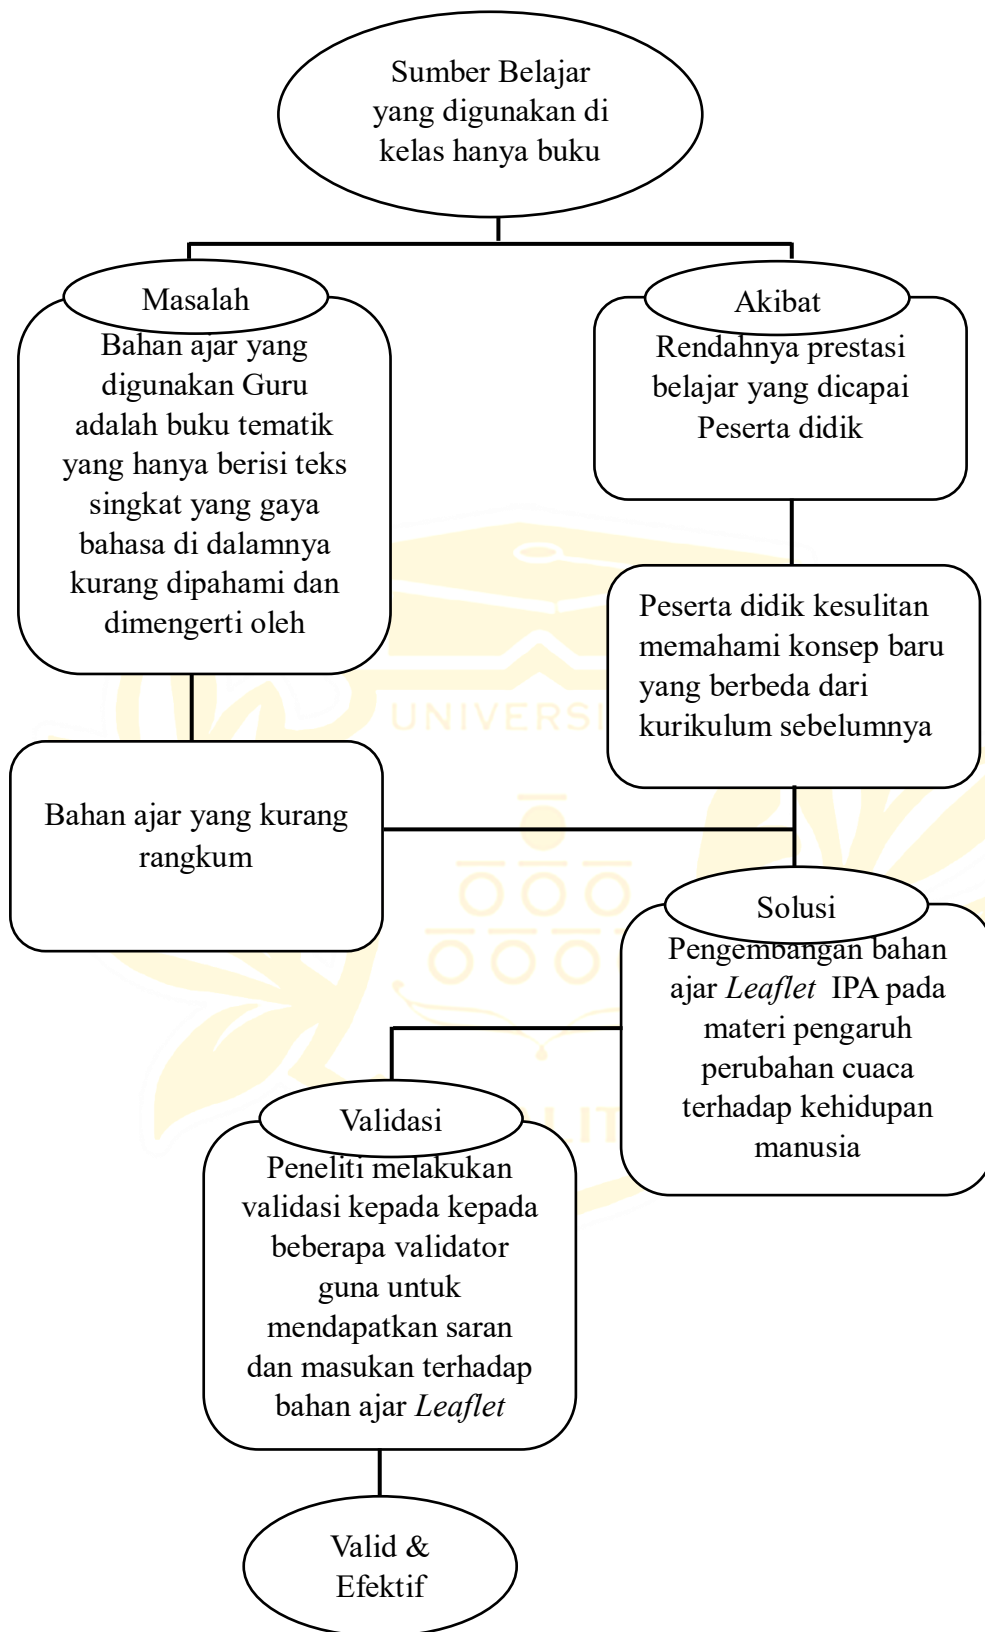 Sumber Belajar
yang digunakan di
kelas hanya buku
Masalah
Bahan ajar yang
digunakan Guru
adalah buku tematik
yang hanya berisi teks
singkat yang gaya
bahasa di dalamnya
kurang dipahami dan
dimengerti oleh
Akibat
Rendahnya prestasi
belajar yang dicapai
Peserta didik
Peserta didik kesulitan
memahami konsep baru
yang berbeda dari
kurikulum sebelumnya
UNIVERSI
Bahan ajar yang kurang
rangkum
Solusi
Pengembangan bahan
ajar Leaflet IPA pada
materi pengaruh
perubahan cuaca
terhadap kehidupan
manusia
Validasi
Peneliti melakukan
validasi kepada kepada
beberapa validator
guna untuk
mendapatkan saran
dan masukan terhadap
bahan ajar Leaflet
Valid &
Efektif